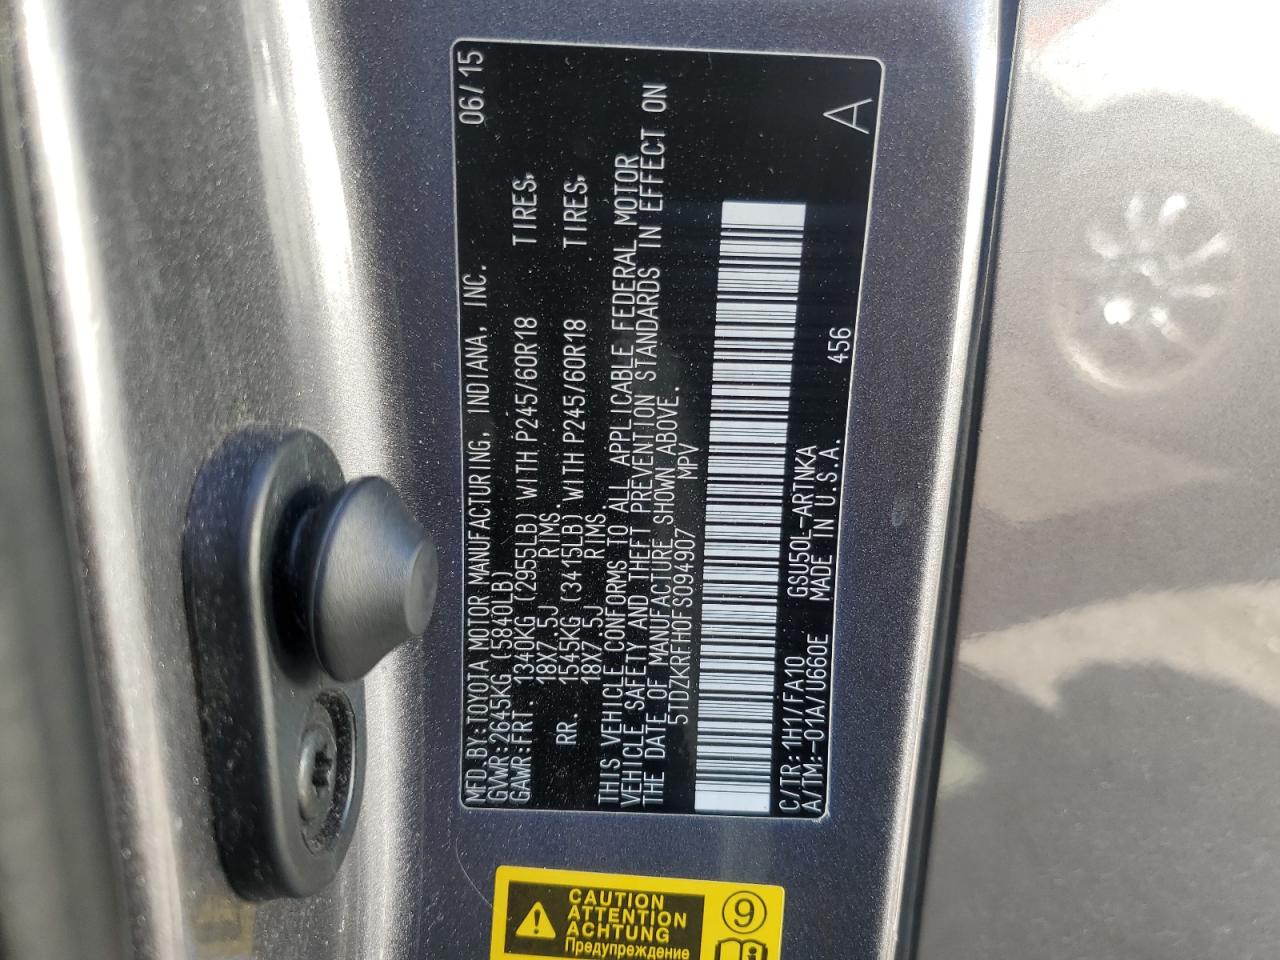 MFD.BY:TOYOTA MOTOR MANUFACTURING, INDIANA, INC. 06/15
GVWR:2645KG(5840LB)
GAWR:FRT. 1340KG (2955LB) WITH P245/60R18 TIRES,
18X7.5J RIMS.
RR. 1545KG (3415LB) WITH P245/60R18 TIRES,
18X7.5J RIMS.
THIS VEHICLE CONFORMS TO ALL APPLICABLE FEDERAL MOTOR
VEHICLE SAFETY AND THEFT PREVENTION STANDARDS IN EFFECT ON
THE DATE OF MANUFACTURE SHOWN ABOVE.
5TDZKRFH0FS094907 MPV
C/TR:1H1/FA10 GSU50L-ARTNKA 456 A
A/TM:-01A/U660E MADE IN U.S.A.
CAUTION
ATTENTION
ACHTUNG
Предупреждение
9